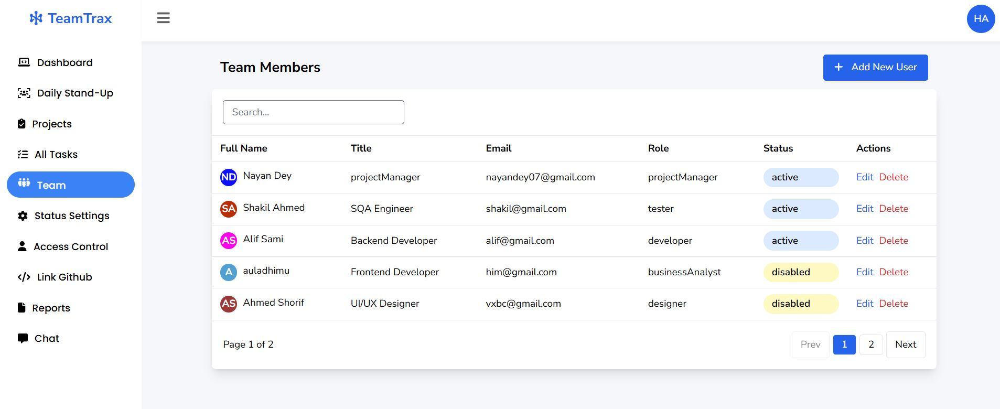 TeamTrax
HA
Dashboard
Daily Stand-Up
Projects
All Tasks
Team
Status Settings
Access Control
Link Github
Reports
Chat
Team Members
+ Add New User
Search...
Full Name Title Email Role Status Actions
ND Nayan Dey projectManager nayandey07@gmail.com projectManager active Edit Delete
SA Shakil Ahmed SQA Engineer shakil@gmail.com tester active Edit Delete
AS Alif Sami Backend Developer alif@gmail.com developer active Edit Delete
A auladhimu Frontend Developer him@gmail.com businessAnalyst disabled Edit Delete
AS Ahmed Shorif UI/UX Designer vxbc@gmail.com designer disabled Edit Delete
Page 1 of 2 Prev 1 2 Next